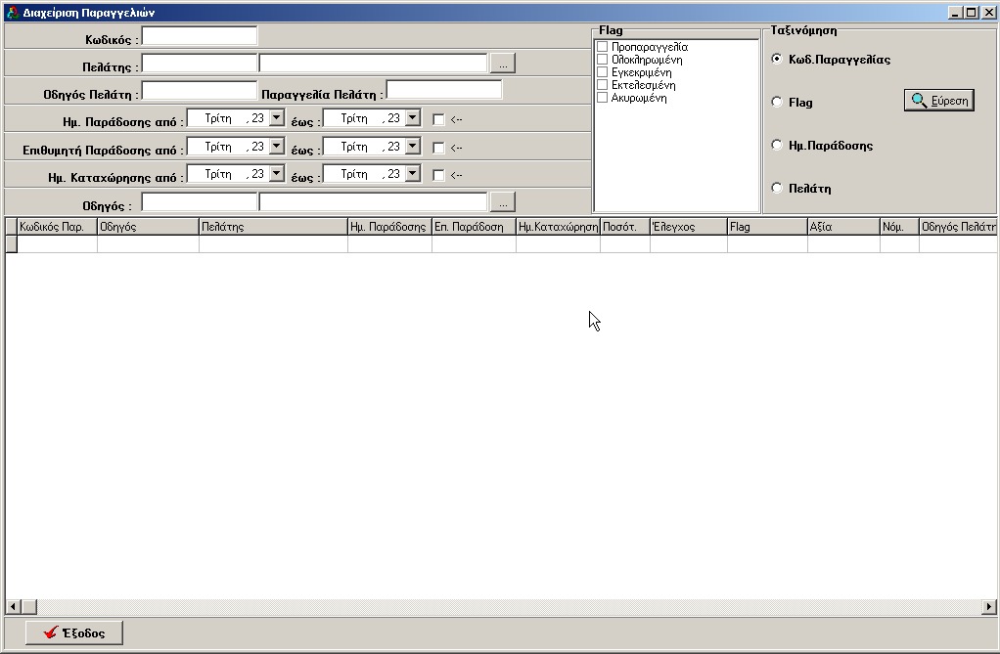 Διαχείριση Παραγγελιών
Κωδικός :
Πελάτης : ...
Οδηγός Πελάτη : Παραγγελία Πελάτη :
Ημ. Παράδοσης από : Τρίτη , 23 έως : Τρίτη , 23 <--
Επιθυμητή Παράδοσης από : Τρίτη , 23 έως : Τρίτη , 23 <--
Ημ. Καταχώρησης από : Τρίτη , 23 έως : Τρίτη , 23 <--
Οδηγός : ...
Flag
Προπαραγγελία
Ολοκληρωμένη
Εγκεκριμένη
Εκτελεσμένη
Ακυρωμένη
Ταξινόμηση
Κωδ.Παραγγελίας
Flag
Ημ.Παράδοσης
Πελάτη
Εύρεση
Κωδικός Παρ. Οδηγός Πελάτης Ημ. Παράδοσης Επ. Παράδοση Ημ.Καταχώρηση Ποσότ. Έλεγχος Flag Αξία Νόμ. Οδηγός Πελάτη
Έξοδος